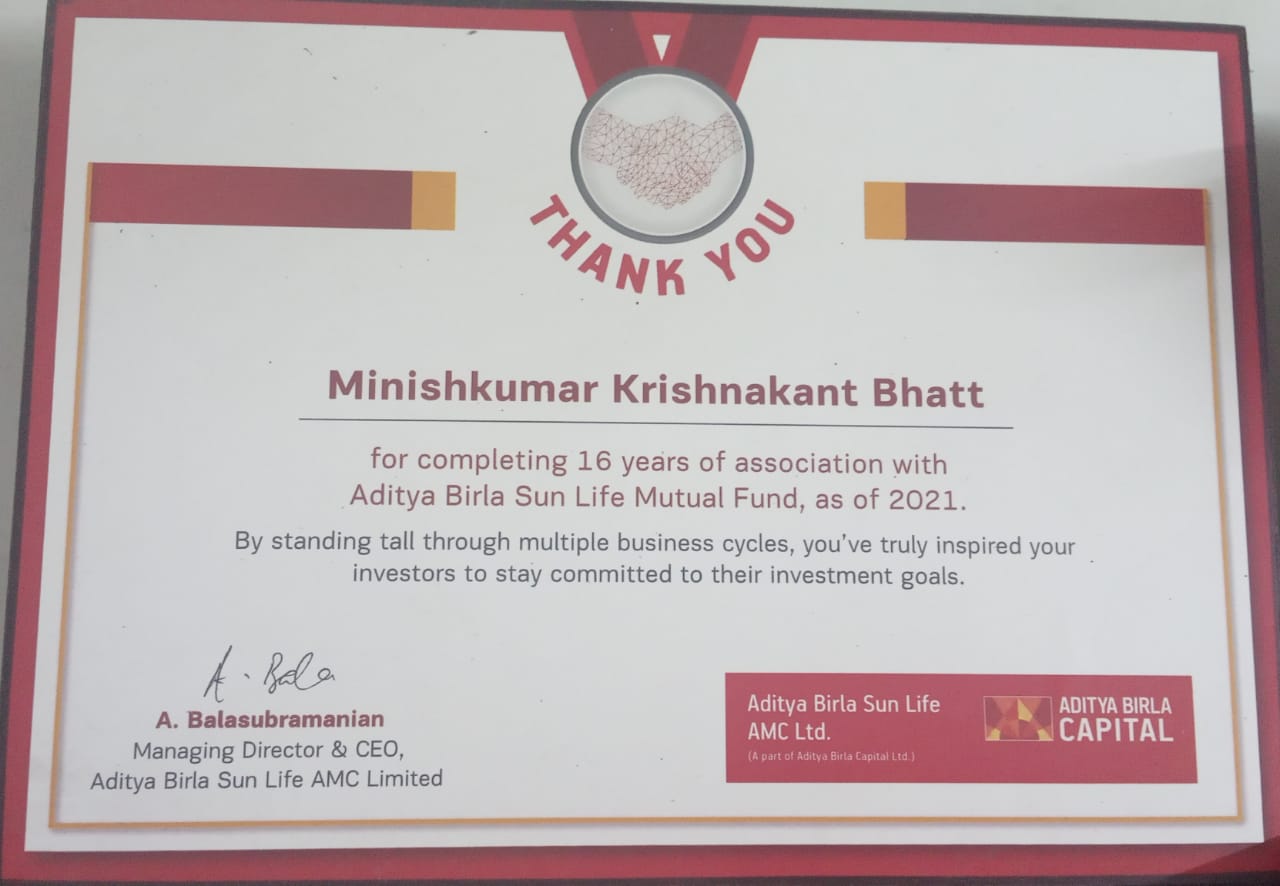 THANK YOU
Minishkumar Krishnakant Bhatt
for completing 16 years of association with
Aditya Birla Sun Life Mutual Fund, as of 2021.
By standing tall through multiple business cycles, you've truly inspired your
investors to stay committed to their investment goals.
A. Bala
A. Balasubramanian
Managing Director & CEO,
Aditya Birla Sun Life AMC Limited
Aditya Birla Sun Life
AMC Ltd.
(A part of Aditya Birla Capital Ltd.)
ADITYA BIRLA
CAPITAL